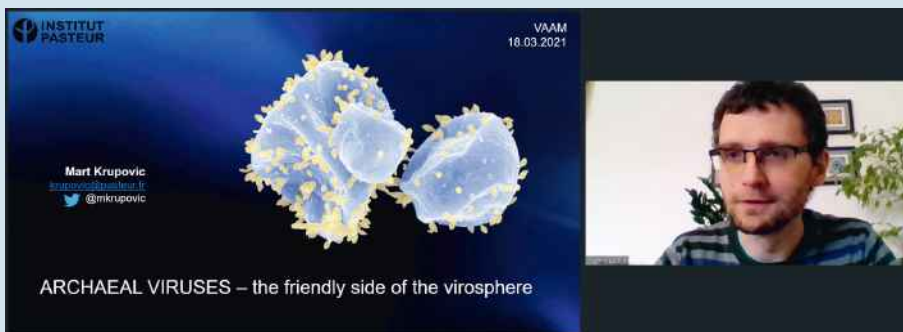 INSTITUT
PASTEUR
VAAM
18.03.2021
Mart Krupovic
krupovic@pasteur.fr
@mkrupovic
ARCHAEAL VIRUSES – the friendly side of the virosphere